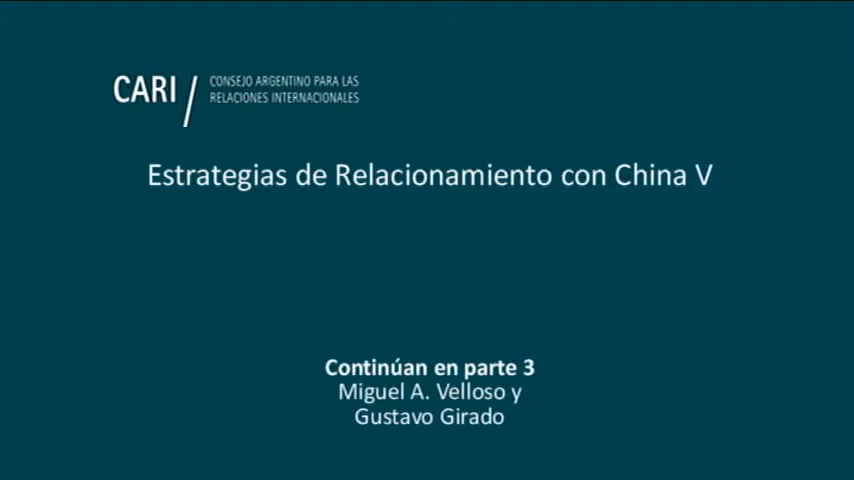 CARI/
CONSEJO ARGENTINO PARA LAS
RELACIONES INTERNACIONALES
Estrategias de Relacionamiento con China V
Continúan en parte 3
Miguel A. Velloso y
Gustavo Girado